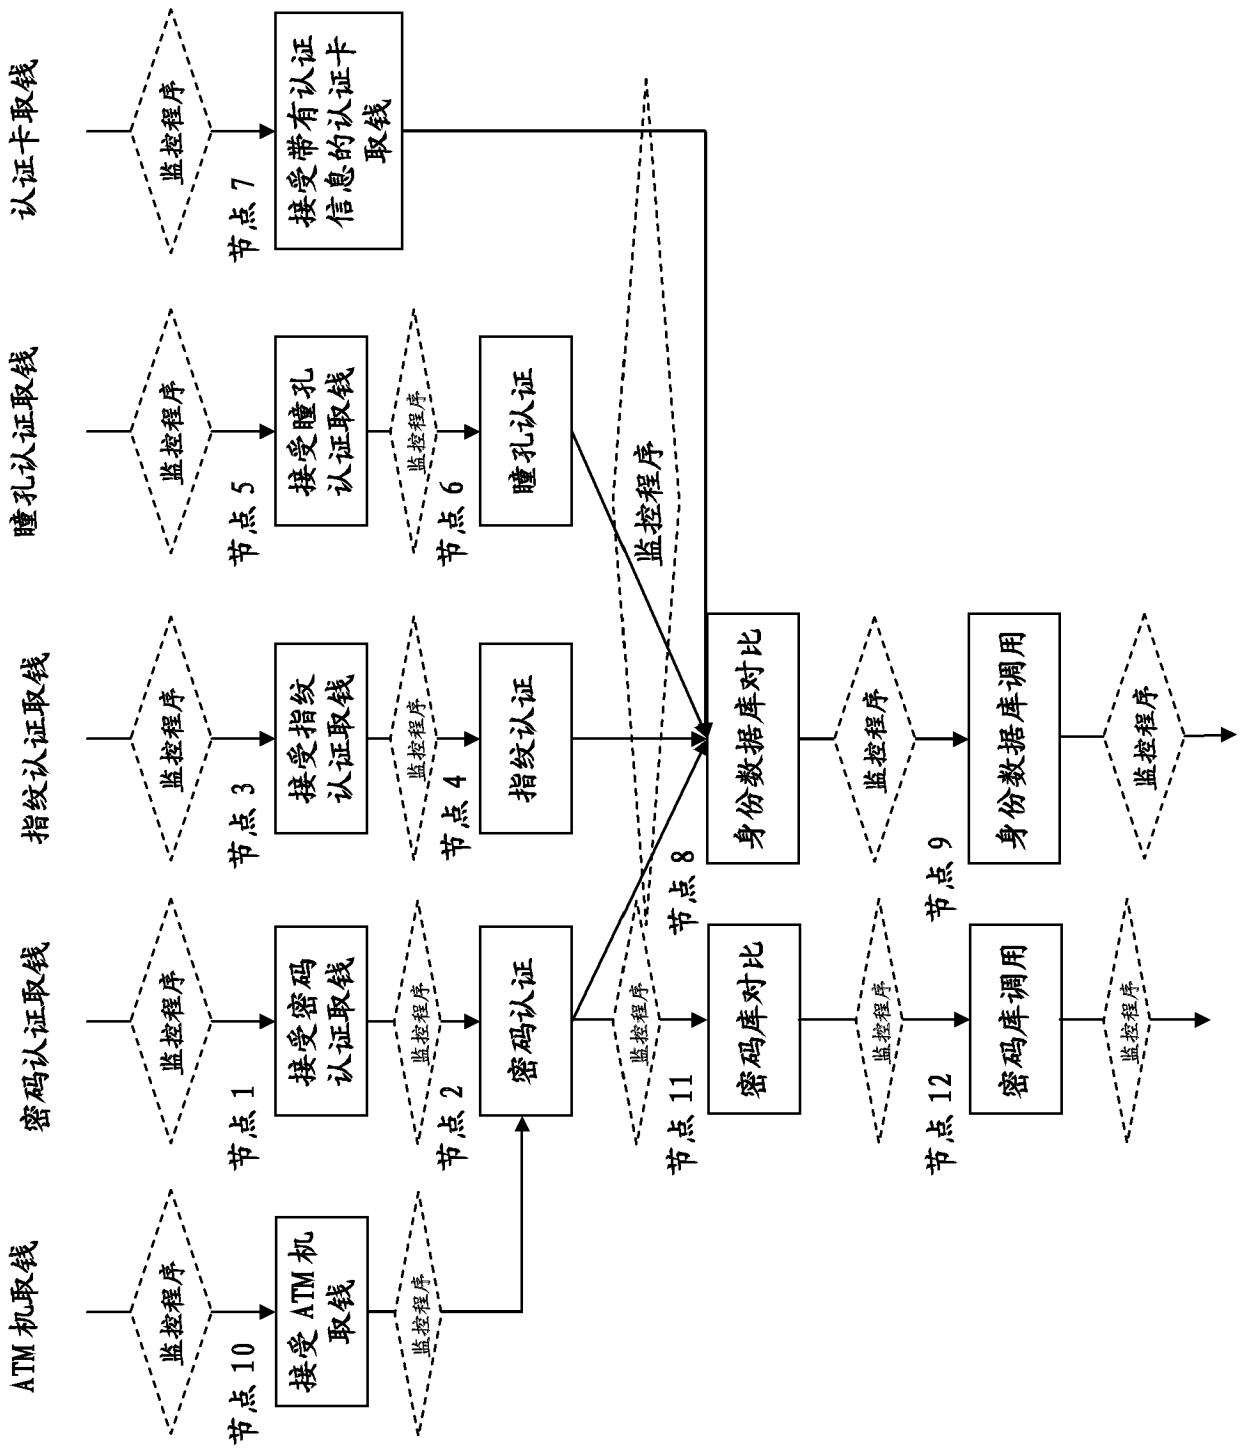 ATM 机取钱
密码认证取钱
指纹认证取钱
瞳孔认证取钱
认证卡取钱
监控程序
监控程序
监控程序
监控程序
监控程序
节点 10
节点 1
节点 3
节点 5
节点 7
接受 ATM 机
取钱
接受密码
认证取钱
接受指纹
认证取钱
接受瞳孔
认证取钱
接受带有认证
信息的认证卡
取钱
监控程序
监控程序
监控程序
监控程序
节点 2
节点 4
节点 6
密码认证
指纹认证
瞳孔认证
监控程序
监控程序
节点 11
节点 8
密码库对比
身份数据库对比
监控程序
监控程序
节点 12
节点 9
密码库调用
身份数据库调用
监控程序
监控程序